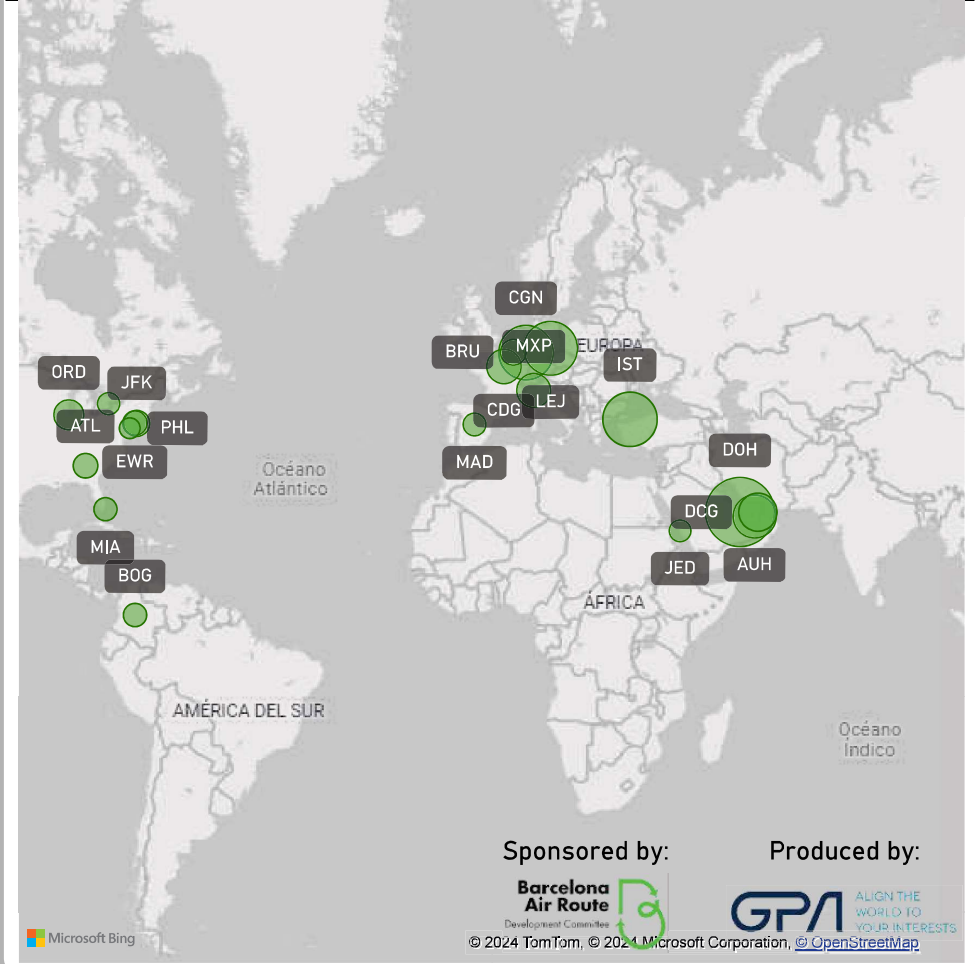 CGN
BRU
MXP
EUROPA
IST
ORD
JFK
CDG
LEJ
ATL
PHL
DOH
EWR
MAD
Océano
Atlántico
DCG
MIA
JED
AUH
BOG
ÁFRICA
AMÉRICA DEL SUR
Océano
Índico
Sponsored by:
Produced by:
Barcelona
Air Route
Development Committee
GPA
ALIGN THE
WORLD TO
YOUR INTERESTS
Microsoft Bing
© 2024 TomTom, © 2024 Microsoft Corporation, © OpenStreetMap